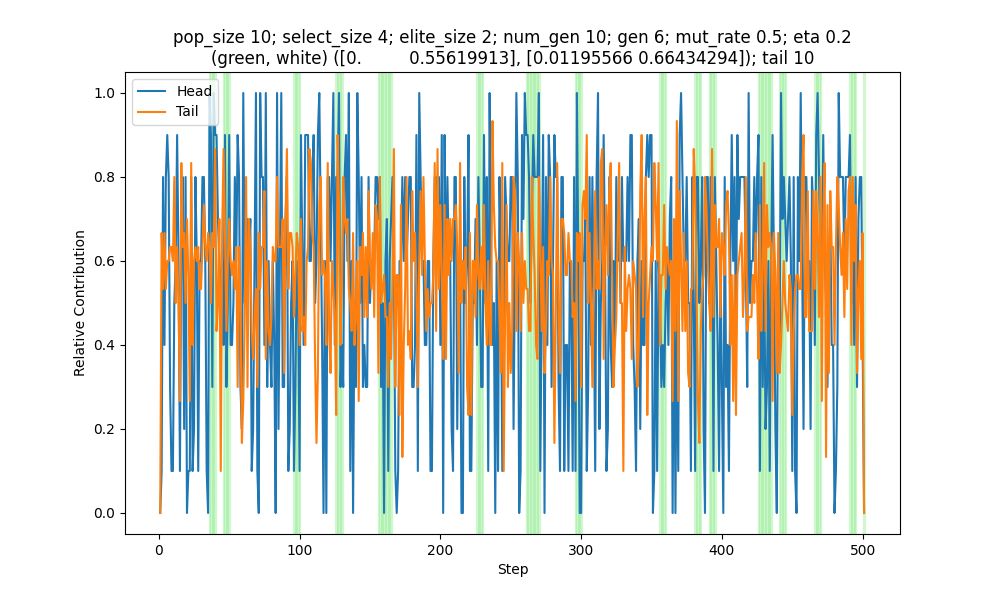 pop_size 10; select_size 4; elite_size 2; num_gen 10; gen 6; mut_rate 0.5; eta 0.2
(green, white) ([0.         0.55619913], [0.01195566 0.66434294]); tail 10
Head
Tail
1.0
0.8
0.6
0.4
0.2
0.0
Relative Contribution
0
100
200
300
400
500
Step